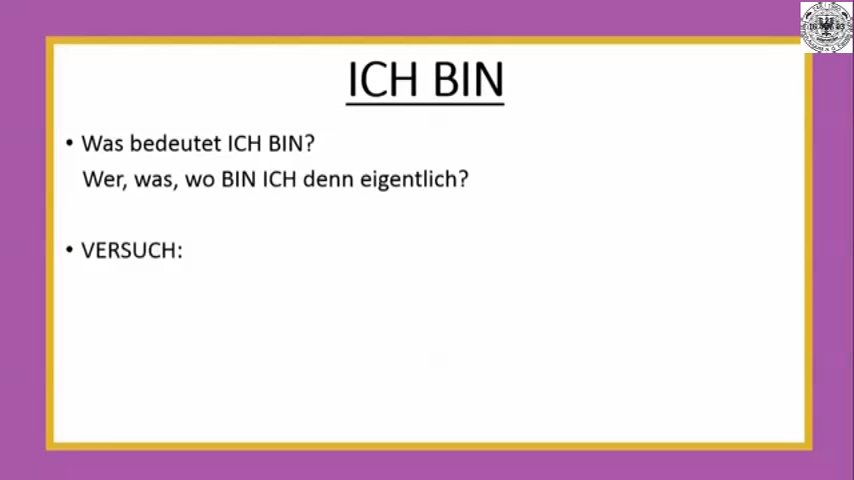 ICH BIN
• Was bedeutet ICH BIN?
Wer, was, wo BIN ICH denn eigentlich?
• VERSUCH: